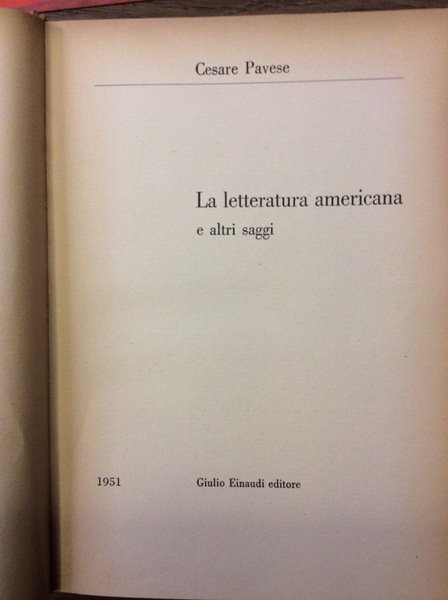 Cesare Pavese
La letteratura americana
e altri saggi
1951 Giulio Einaudi editore